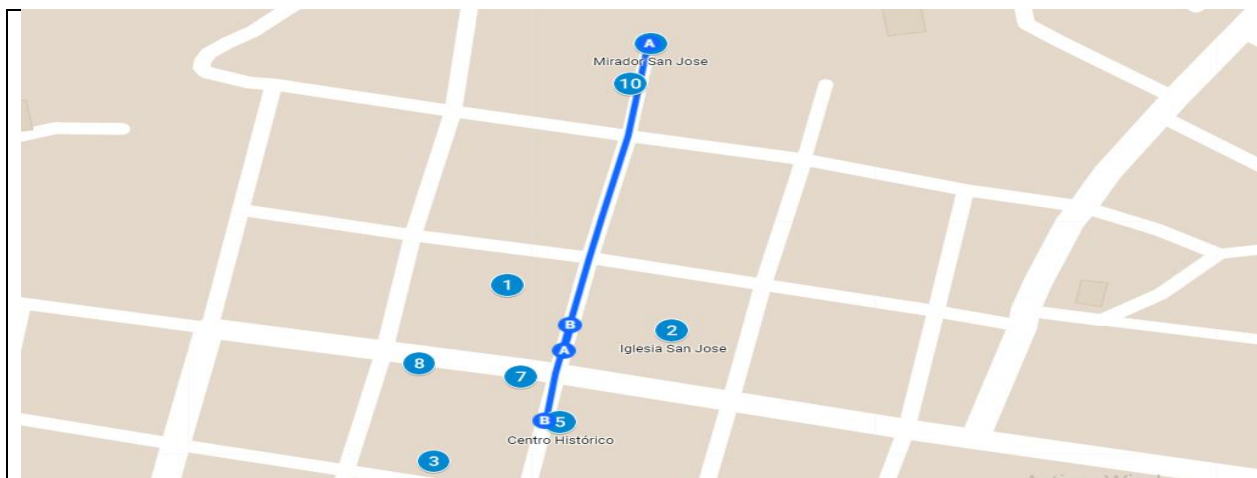 A
Mirador San Jose
10
1
B
2
A
Iglesia San Jose
8
7
B 5
Centro Histórico
3